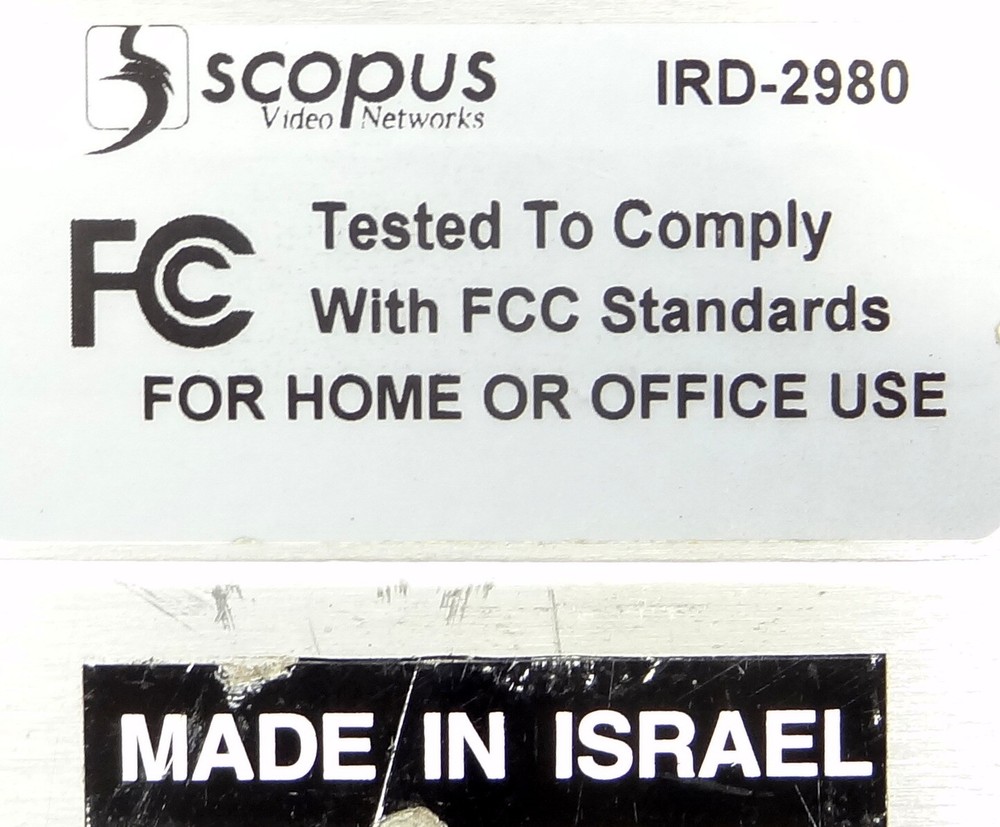 scopus IRD-2980
Video Networks
FCC Tested To Comply
With FCC Standards
FOR HOME OR OFFICE USE
MADE IN ISRAEL